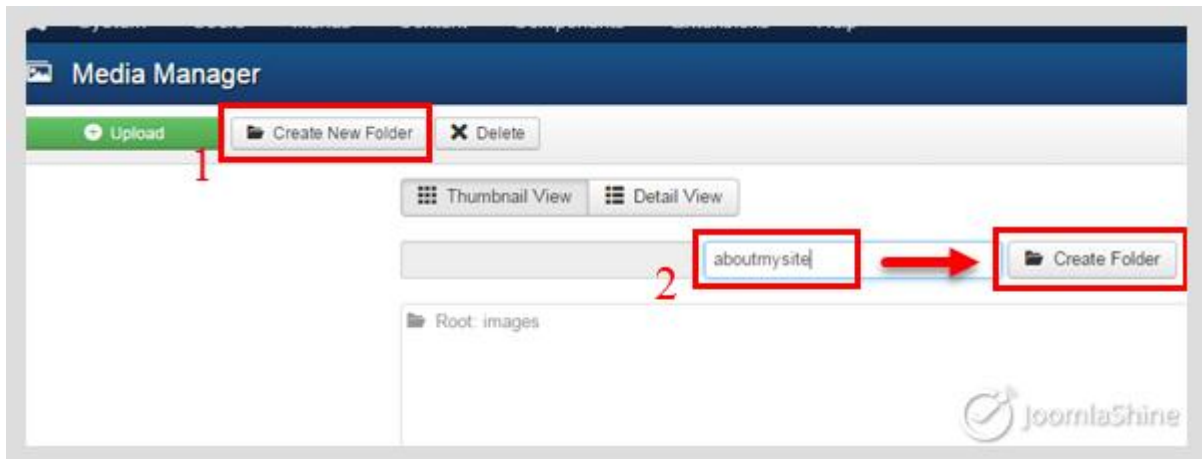 Media Manager
Upload Create New Folder Delete
1
Thumbnail View Detail View
aboutmysite Create Folder
2
Root: images
JoomlaShine